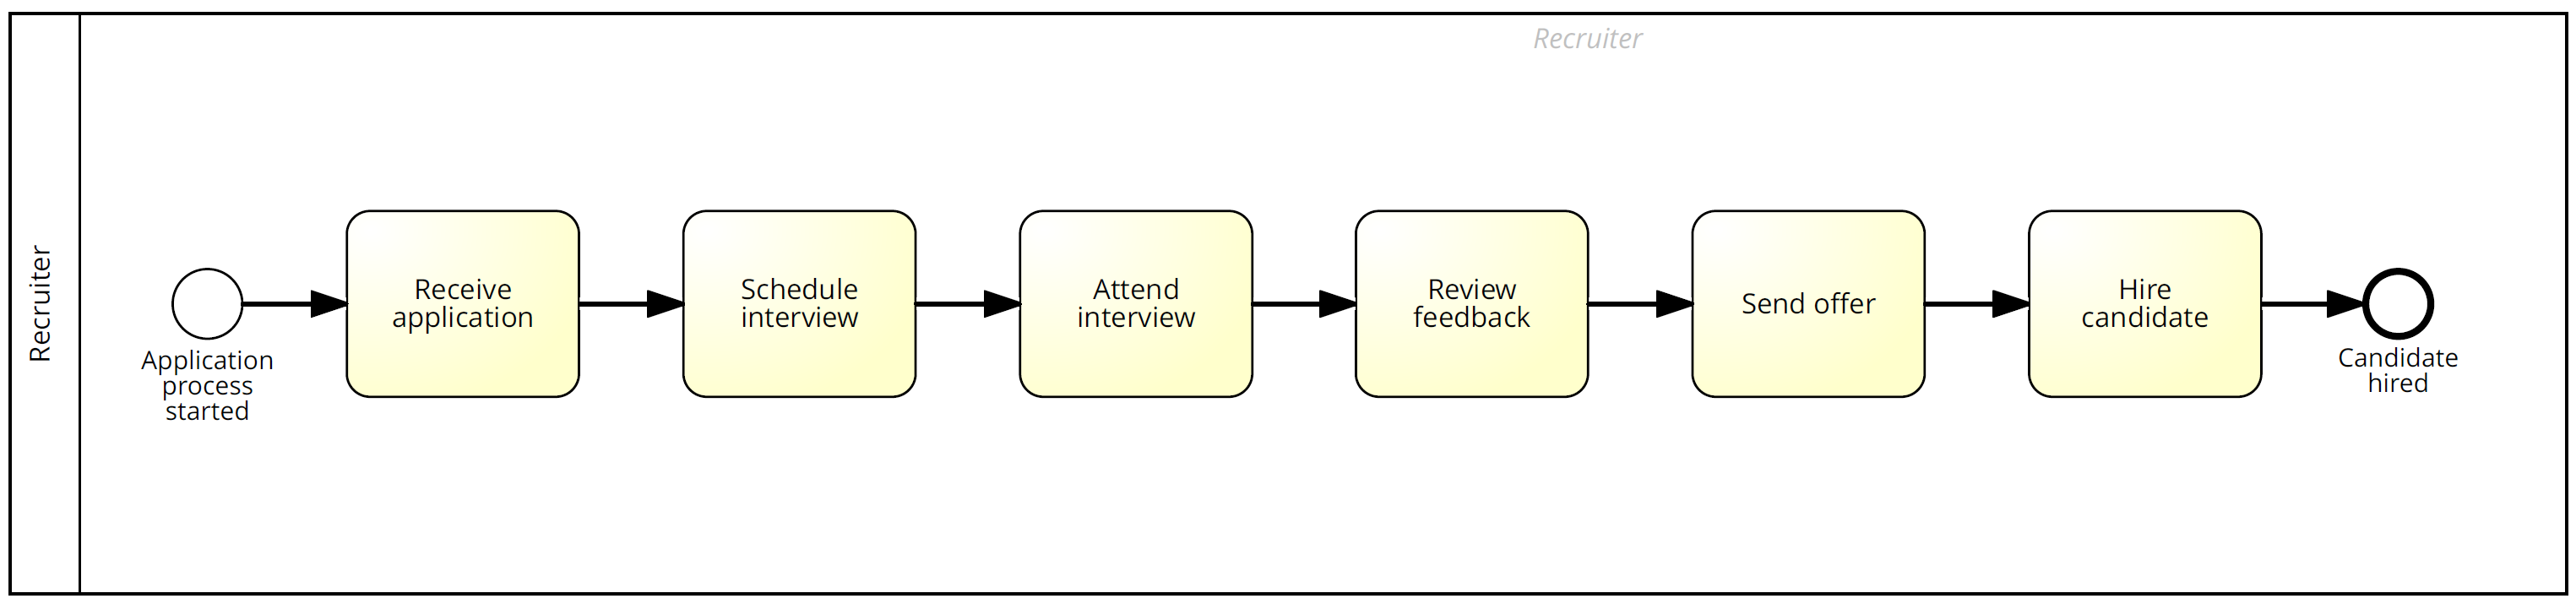 Recruiter
Recruiter
Application
process
started
Receive
application
Schedule
interview
Attend
interview
Review
feedback
Send offer
Hire
candidate
Candidate
hired